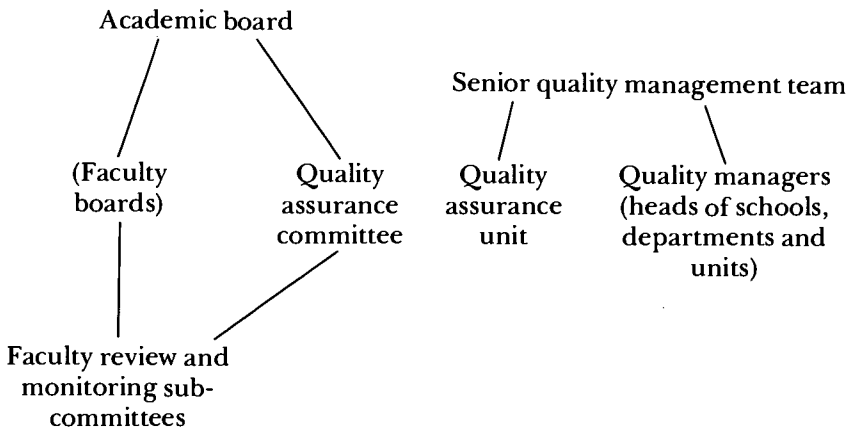 Academic board
Senior quality management team
(Faculty
boards)
Quality
assurance
committee
Quality
assurance
unit
Quality managers
(heads of schools,
departments and
units)
Faculty review and
monitoring sub-
committees